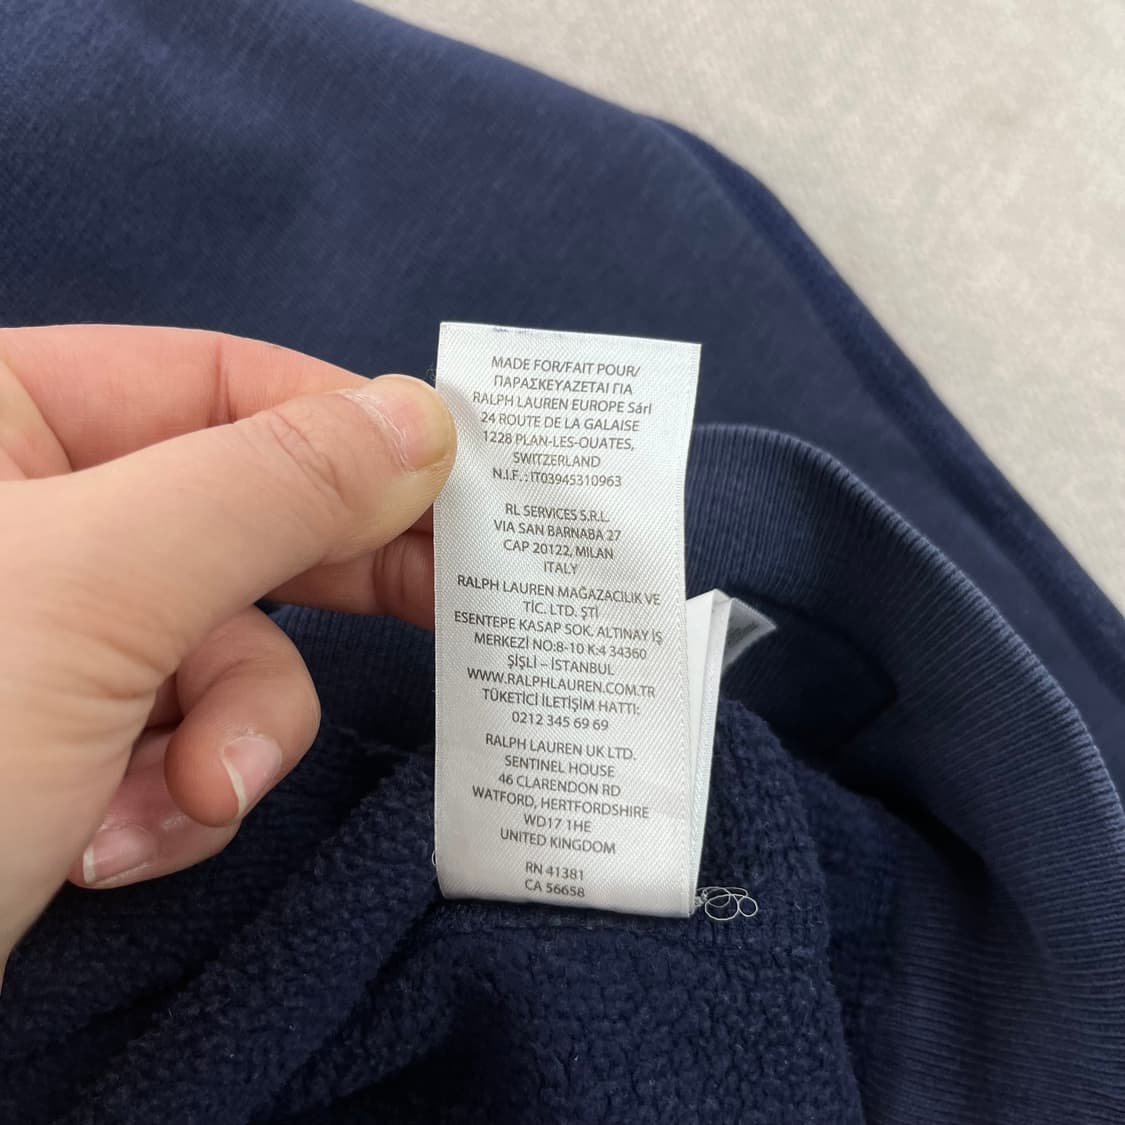 MADE FOR/FAIT POUR/
ΠΑΡΑΣΚΕΥΑΖΕΤΑΙ ΓΙΑ
RALPH LAUREN EUROPE Sárl
24 ROUTE DE LA GALAISE
1228 PLAN-LES-OUATES,
SWITZERLAND
N.I.F. : IT03945310963
RL SERVICES S.R.L.
VIA SAN BARNABA 27
CAP 20122, MILAN
ITALY
RALPH LAUREN MAĞAZACILIK VE
TİC. LTD. ŞTİ
ESENTEPE KASAP SOK. ALTINAY İŞ
MERKEZİ NO:8-10 K:4 34360
ŞİŞLİ – İSTANBUL
WWW.RALPHLAUREN.COM.TR
TÜKETİCİ İLETİŞİM HATTI:
0212 345 69 69
RALPH LAUREN UK LTD.
SENTINEL HOUSE
46 CLARENDON RD
WATFORD, HERTFORDSHIRE
WD17 1HE
UNITED KINGDOM
RN 41381
CA 56658